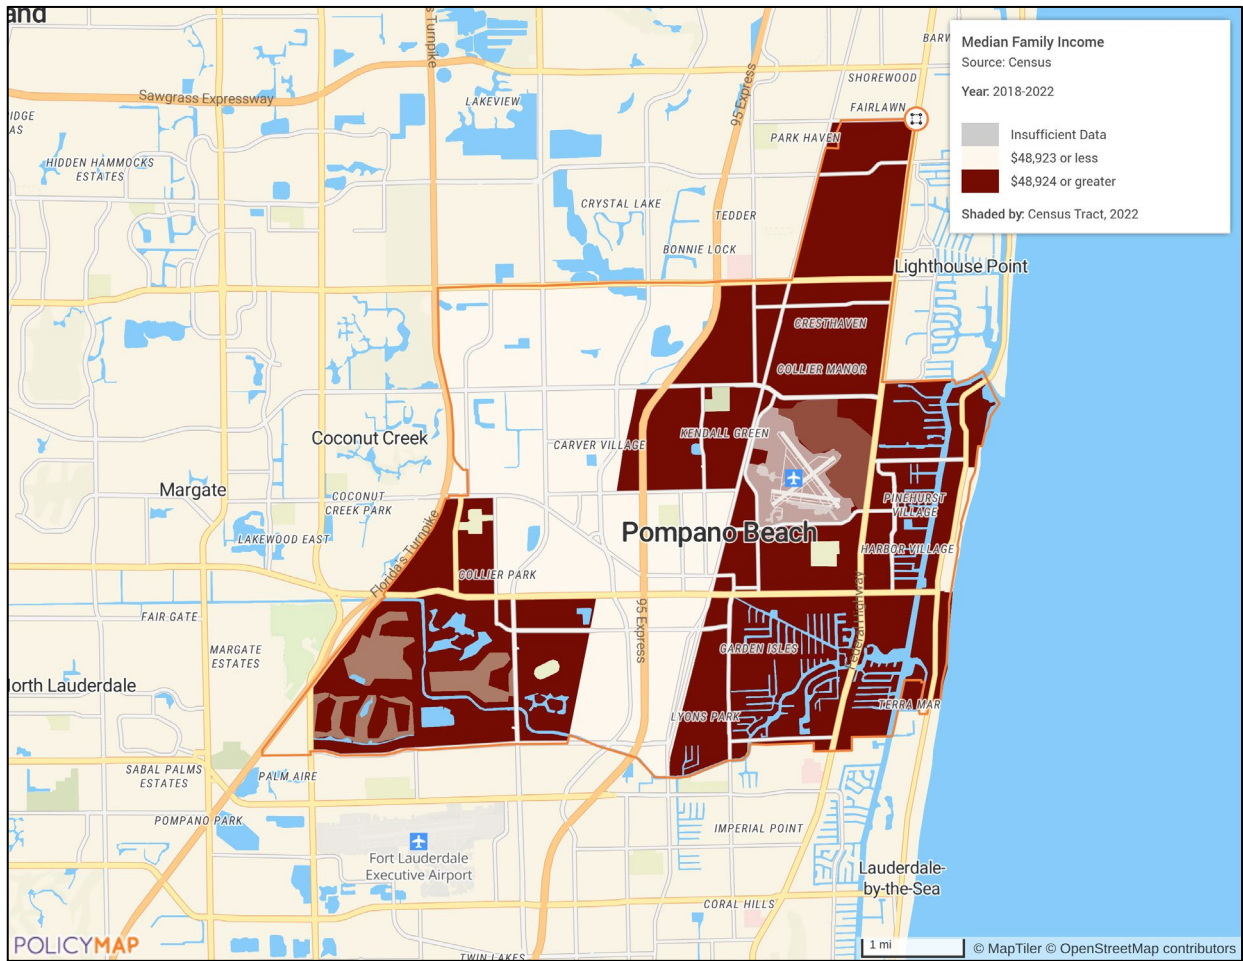 and
Sawgrass Expressway
s Turnpike
LAKEVIEW
95 Express
BARW
SHOREWOOD
FAIRLAWN
PARK HAVEN
Median Family Income
Source: Census
Year: 2018-2022
Insufficient Data
$48,923 or less
$48,924 or greater
Shaded by: Census Tract, 2022
IDGE
AS
HIDDEN HAMMOCKS
ESTATES
CRYSTAL LAKE
TEDDER
BONNIE LOCK
Lighthouse Point
CRESTHAVEN
COLLIER MANOR
Coconut Creek
CARVER VILLAGE
KENDALL GREEN
Margate
COCONUT
CREEK PARK
PINEHURST
VILLAGE
LAKEWOOD EAST
Florida's Turnpike
Pompano Beach
HARBOR VILLAGE
COLLIER PARK
FAIR GATE
95 Express
Federal Highway
MARGATE
ESTATES
GARDEN ISLES
orth Lauderdale
LYONS PARK
TERRA MAR
SABAL PALMS
ESTATES
PALM AIRE
POMPANO PARK
IMPERIAL POINT
Fort Lauderdale
Executive Airport
Lauderdale-
by-the-Sea
CORAL HILLS
POLICYMAP
TWIN LAKES
1 mi
© MapTiler © OpenStreetMap contributors